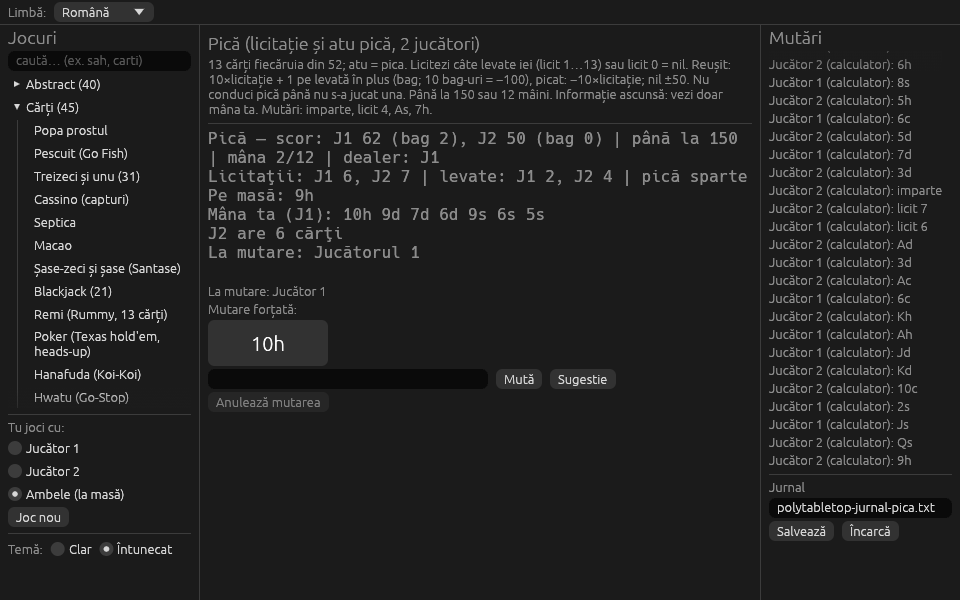 Limbă: Română
Jocuri
caută... (ex. sah, carti)
Abstract (40)
Cărți (45)
Popa prostul
Pescuit (Go Fish)
Treizeci și unu (31)
Cassino (capturi)
Septica
Macao
Șase-zeci și șase (Santase)
Blackjack (21)
Remi (Rummy, 13 cărți)
Poker (Texas hold'em,
heads-up)
Hanafuda (Koi-Koi)
Hwatu (Go-Stop)
Tu joci cu:
Jucător 1
Jucător 2
Ambele (la masă)
Joc nou
Temă: Clar Întunecat
Pică (licitație și atu pică, 2 jucători)
13 cărți fiecăruia din 52; atu = pica. Licitezi câte levate iei (licit 1...13) sau licit 0 = nil. Reușit:
10×licitație + 1 pe levată în plus (bag; 10 bag-uri = −100), picat: −10×licitație; nil ±50. Nu
conduci pică până nu s-a jucat una. Până la 150 sau 12 mâini. Informație ascunsă: vezi doar
mâna ta. Mutări: imparte, licit 4, As, 7h.
Pică — scor: J1 62 (bag 2), J2 50 (bag 0) | până la 150
| mâna 2/12 | dealer: J1
Licitații: J1 6, J2 7 | levate: J1 2, J2 4 | pică sparte
Pe masă: 9h
Mâna ta (J1): 10h 9d 7d 6d 9s 6s 5s
J2 are 6 cărți
La mutare: Jucătorul 1
La mutare: Jucător 1
Mutare forțată:
10h
Mută Sugestie
Anulează mutarea
Mutări
Jucător 2 (calculator): 6h
Jucător 1 (calculator): 8s
Jucător 2 (calculator): 5h
Jucător 1 (calculator): 6c
Jucător 2 (calculator): 5d
Jucător 1 (calculator): 7d
Jucător 2 (calculator): 3d
Jucător 2 (calculator): imparte
Jucător 2 (calculator): licit 7
Jucător 1 (calculator): licit 6
Jucător 2 (calculator): Ad
Jucător 1 (calculator): 3d
Jucător 2 (calculator): Ac
Jucător 1 (calculator): 6c
Jucător 2 (calculator): Kh
Jucător 1 (calculator): Ah
Jucător 1 (calculator): Jd
Jucător 2 (calculator): Kd
Jucător 2 (calculator): 10c
Jucător 1 (calculator): 2s
Jucător 1 (calculator): Js
Jucător 2 (calculator): Qs
Jucător 2 (calculator): 9h
Jurnal
polytabletop-jurnal-pica.txt
Salvează Încarcă